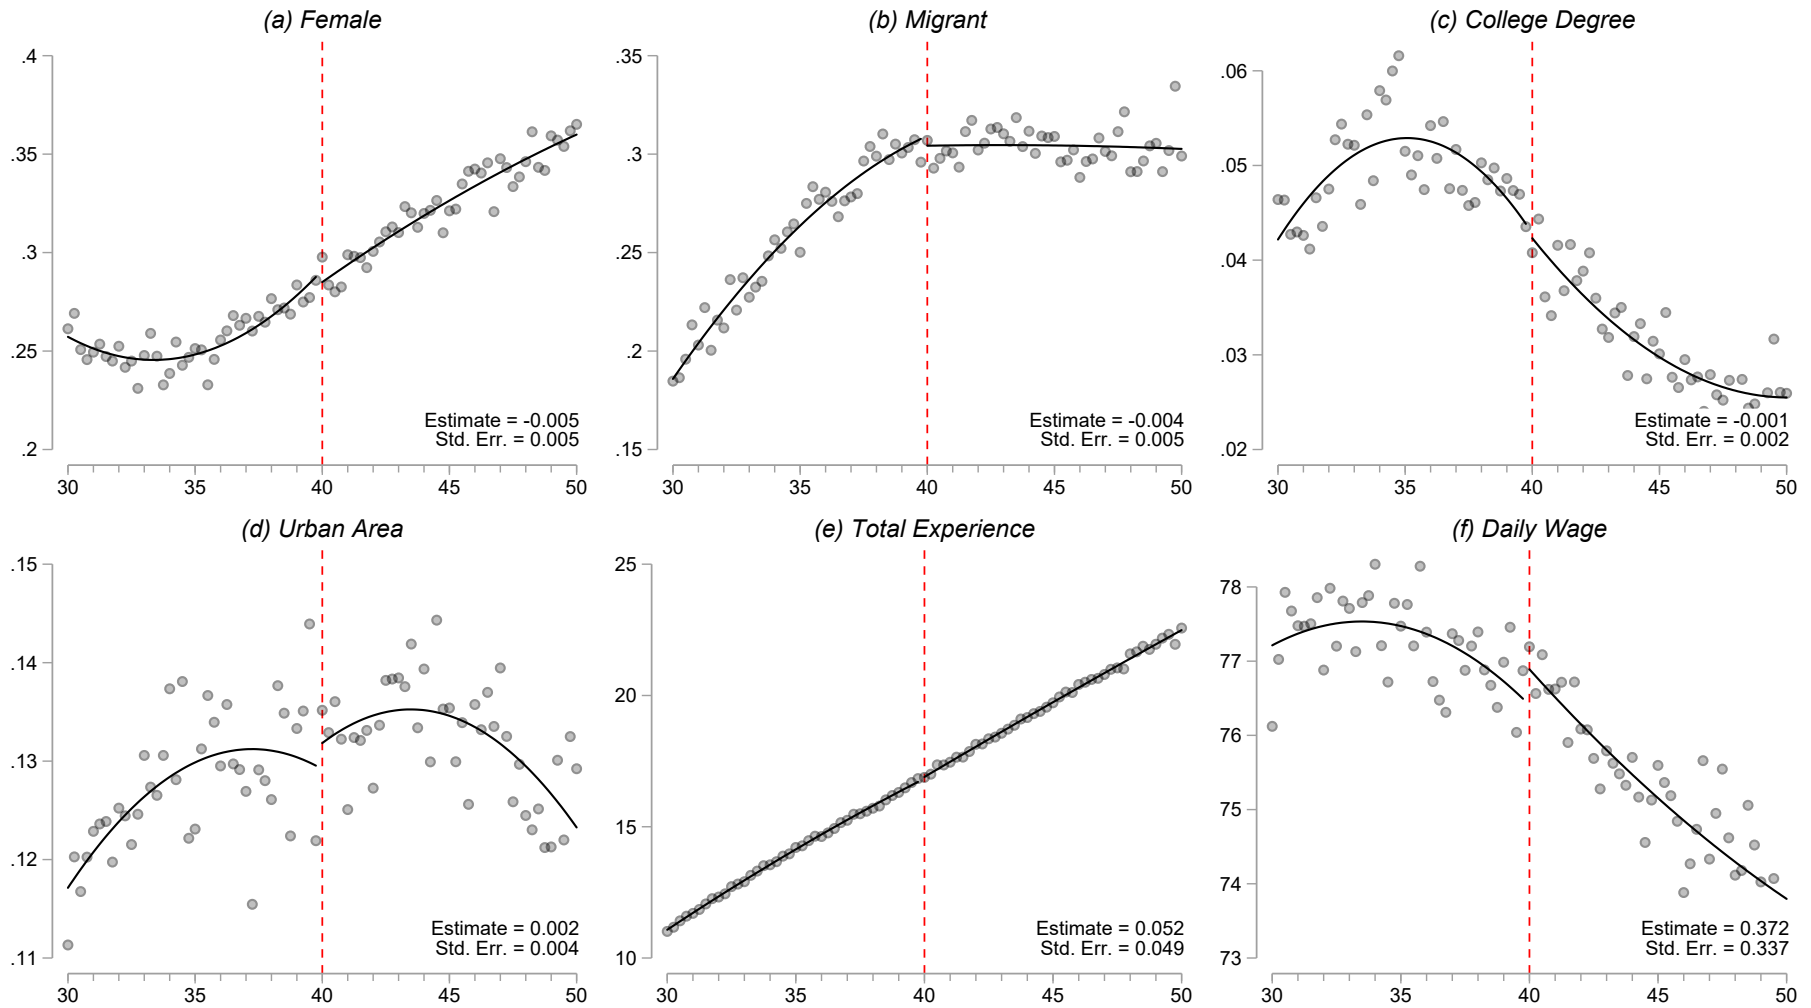 (a) Female
.4
.35
.3
.25
.2
Estimate = -0.005
Std. Err. = 0.005
30 35 40 45 50
(b) Migrant
.35
.3
.25
.2
.15
Estimate = -0.004
Std. Err. = 0.005
30 35 40 45 50
(c) College Degree
.06
.05
.04
.03
.02
Estimate = -0.001
Std. Err. = 0.002
30 35 40 45 50
(d) Urban Area
.15
.14
.13
.12
.11
Estimate = 0.002
Std. Err. = 0.004
30 35 40 45 50
(e) Total Experience
25
20
15
10
Estimate = 0.052
Std. Err. = 0.049
30 35 40 45 50
(f) Daily Wage
78
77
76
75
74
73
Estimate = 0.372
Std. Err. = 0.337
30 35 40 45 50